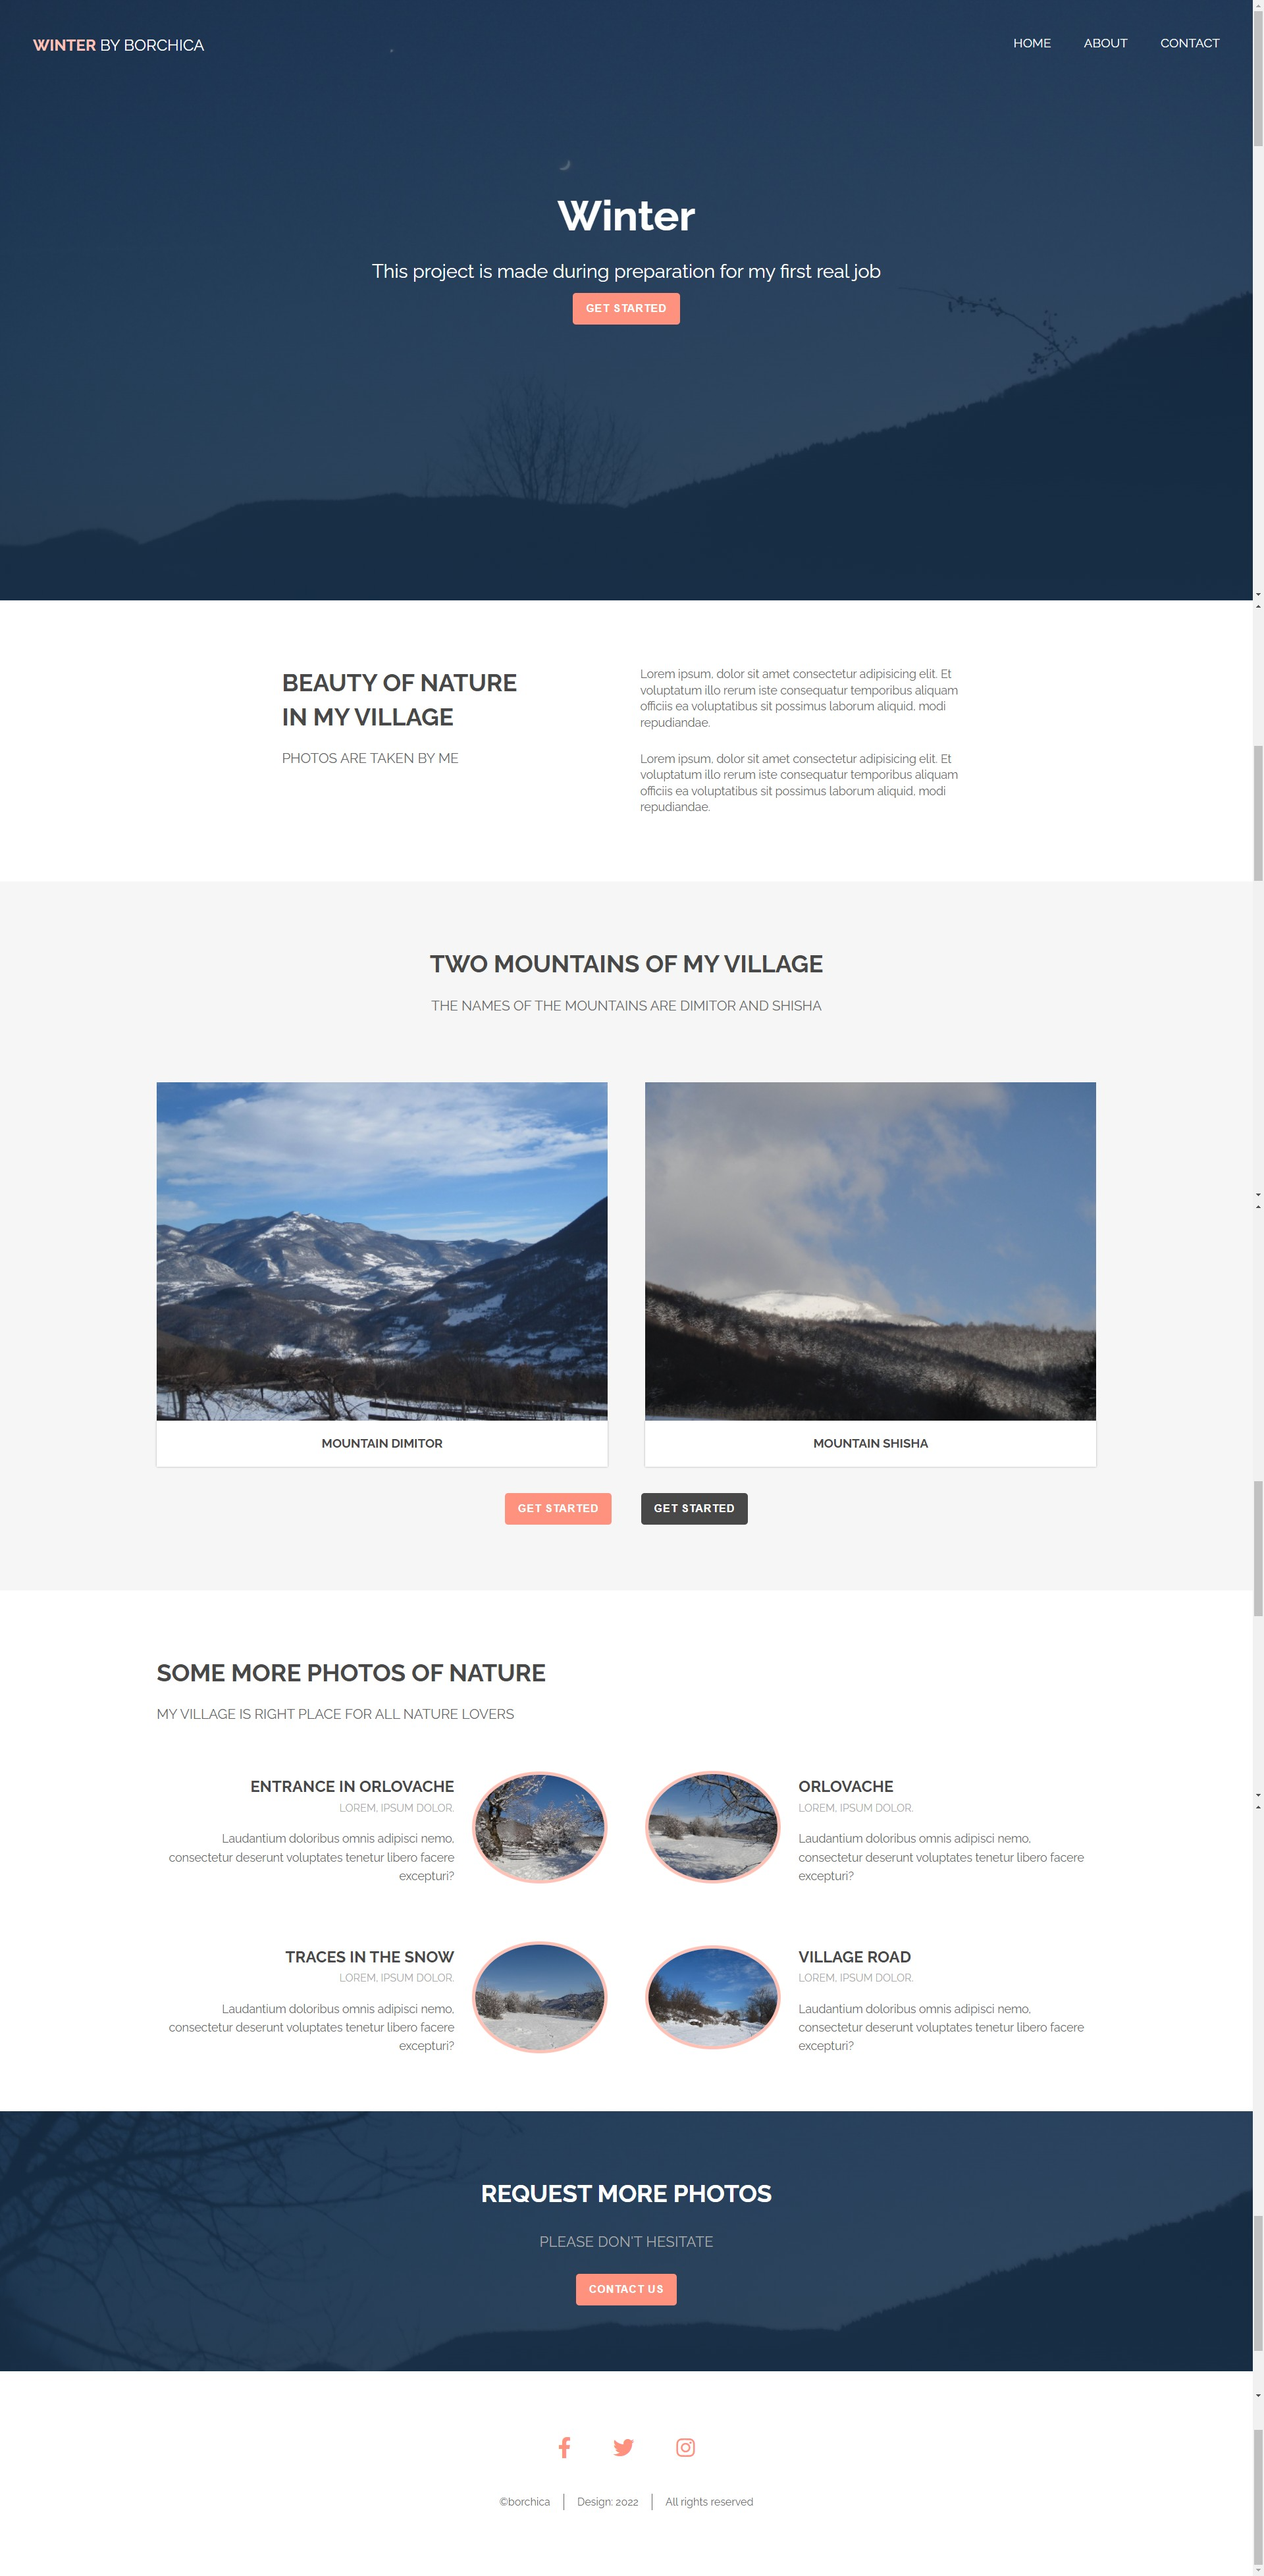 WINTER BY BORCHICA
HOME ABOUT CONTACT
Winter
This project is made during preparation for my first real job
GET STARTED
BEAUTY OF NATURE
IN MY VILLAGE
PHOTOS ARE TAKEN BY ME
Lorem ipsum, dolor sit amet consectetur adipisicing elit. Et
voluptatum illo rerum iste consequatur temporibus aliquam
officiis ea voluptatibus sit possimus laborum aliquid, modi
repudiandae.
Lorem ipsum, dolor sit amet consectetur adipisicing elit. Et
voluptatum illo rerum iste consequatur temporibus aliquam
officiis ea voluptatibus sit possimus laborum aliquid, modi
repudiandae.
TWO MOUNTAINS OF MY VILLAGE
THE NAMES OF THE MOUNTAINS ARE DIMITOR AND SHISHA
MOUNTAIN DIMITOR
MOUNTAIN SHISHA
GET STARTED
GET STARTED
SOME MORE PHOTOS OF NATURE
MY VILLAGE IS RIGHT PLACE FOR ALL NATURE LOVERS
ENTRANCE IN ORLOVACHE
LOREM, IPSUM DOLOR.
Laudantium doloribus omnis adipisci nemo,
consectetur deserunt voluptates tenetur libero facere
excepturi?
ORLOVACHE
LOREM, IPSUM DOLOR.
Laudantium doloribus omnis adipisci nemo,
consectetur deserunt voluptates tenetur libero facere
excepturi?
TRACES IN THE SNOW
LOREM, IPSUM DOLOR.
Laudantium doloribus omnis adipisci nemo,
consectetur deserunt voluptates tenetur libero facere
excepturi?
VILLAGE ROAD
LOREM, IPSUM DOLOR.
Laudantium doloribus omnis adipisci nemo,
consectetur deserunt voluptates tenetur libero facere
excepturi?
REQUEST MORE PHOTOS
PLEASE DON'T HESITATE
CONTACT US
©borchica
Design: 2022
All rights reserved